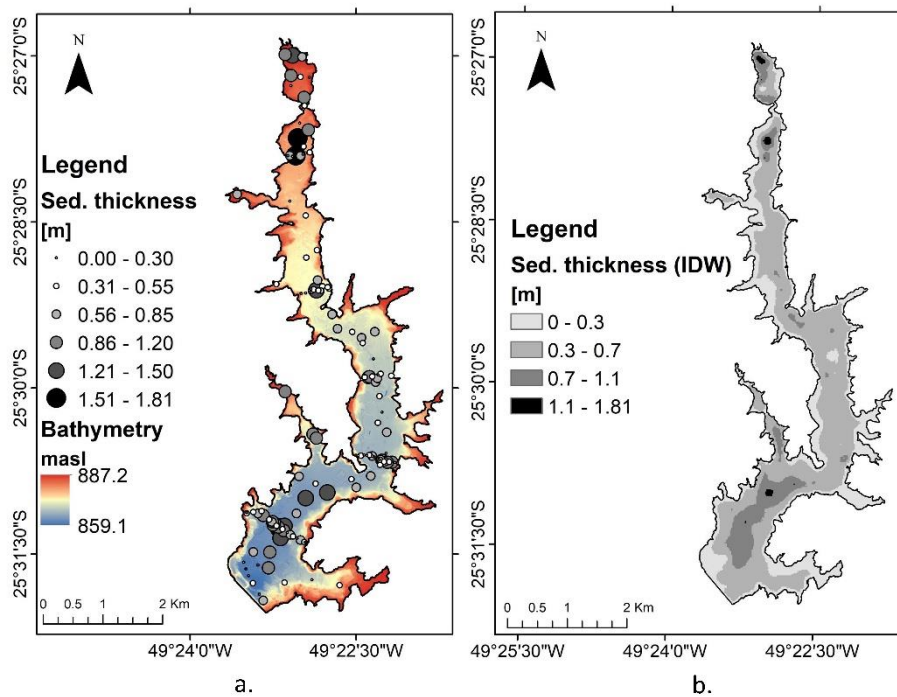 N
25°27'0"S
25°28'30"S
25°30'0"S
25°31'30"S
Legend
Sed. thickness
[m]
0.00 - 0.30
0.31 - 0.55
0.56 - 0.85
0.86 - 1.20
1.21 - 1.50
1.51 - 1.81
Bathymetry
masl
887.2
859.1
0 0.5 1 2 Km
49°24'0"W
49°22'30"W
a.
N
25°27'0"S
25°28'30"S
25°30'0"S
25°31'30"S
Legend
Sed. thickness (IDW)
[m]
0 - 0.3
0.3 - 0.7
0.7 - 1.1
1.1 - 1.81
0 0.5 1 2 Km
49°25'30"W
49°24'0"W
49°22'30"W
b.